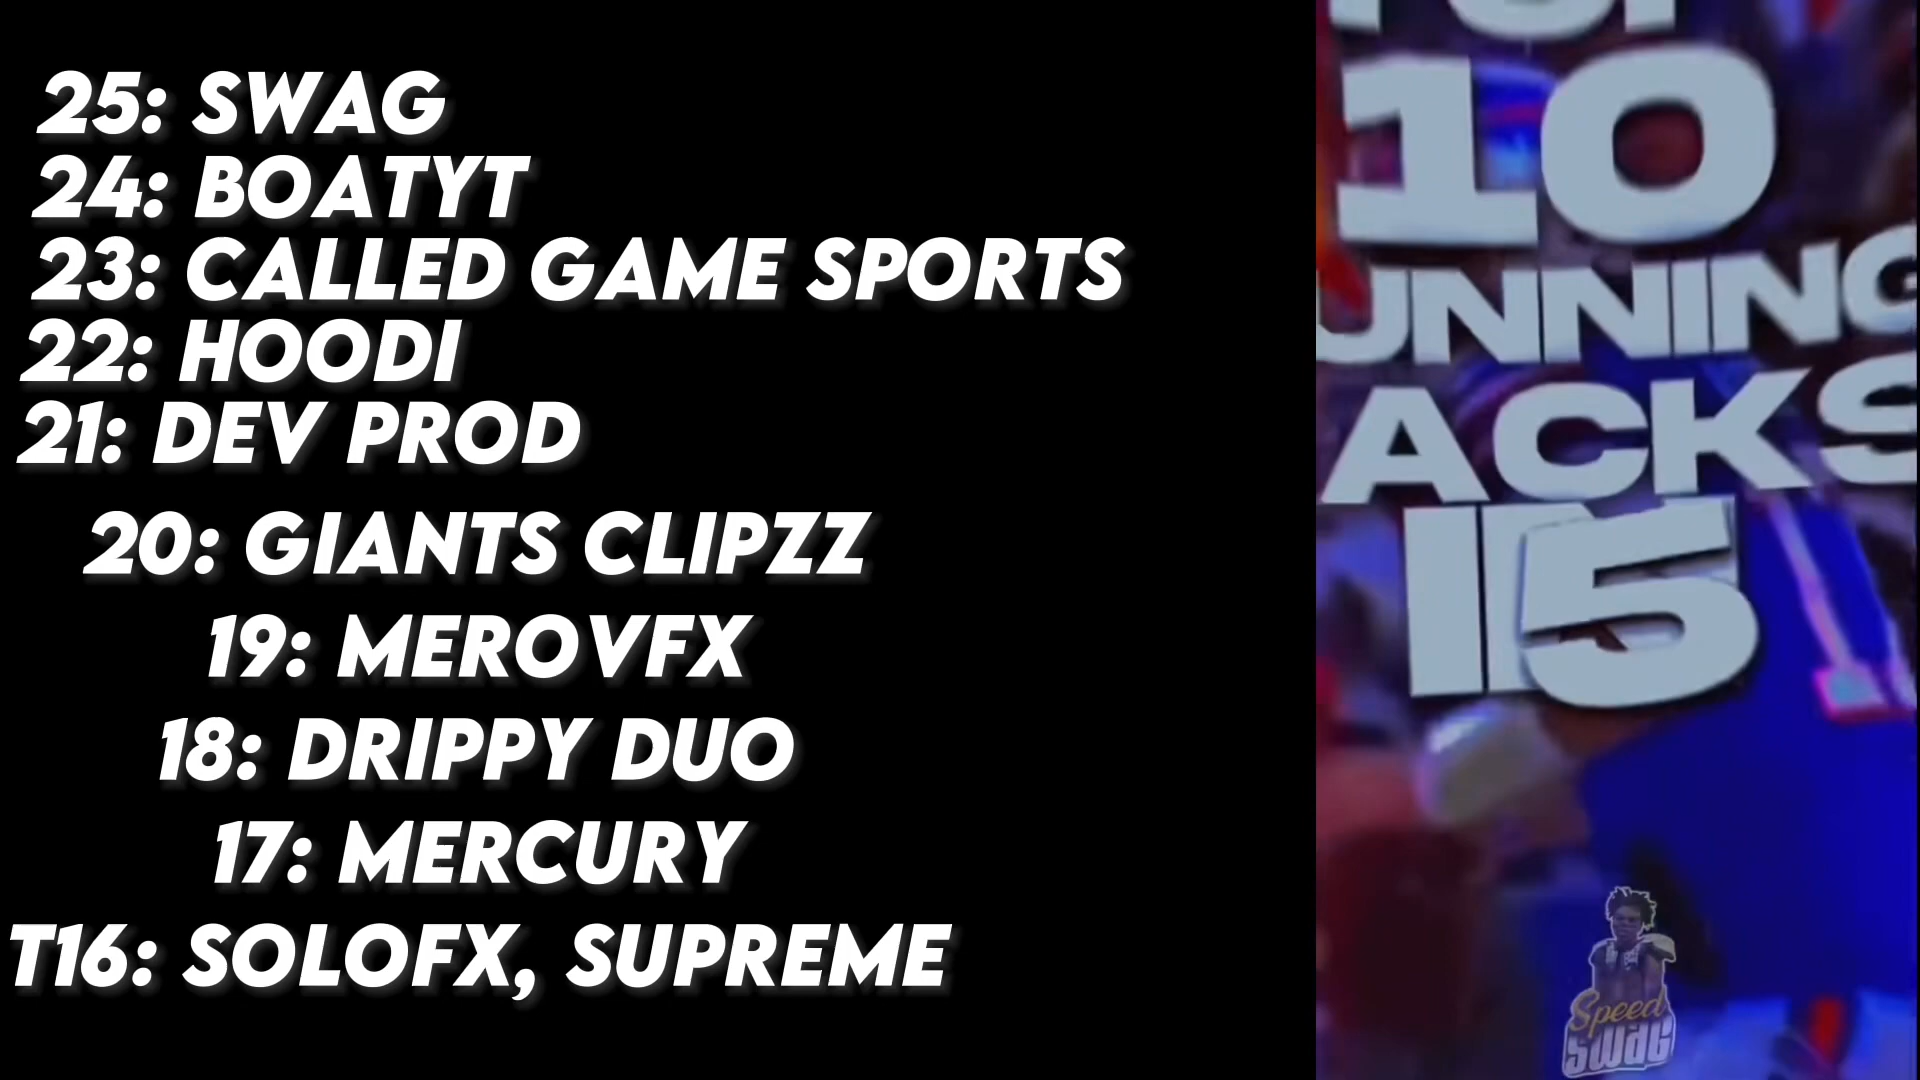 25: SWAG
24: BOATYT
23: CALLED GAME SPORTS
22: HOODI
21: DEV PROD
20: GIANTS CLIPZZ
19: MEROVFX
18: DRIPPY DUO
17: MERCURY
T16: SOLOFX, SUPREME
10
UNNING
ACKS
15
Speed
SWAG